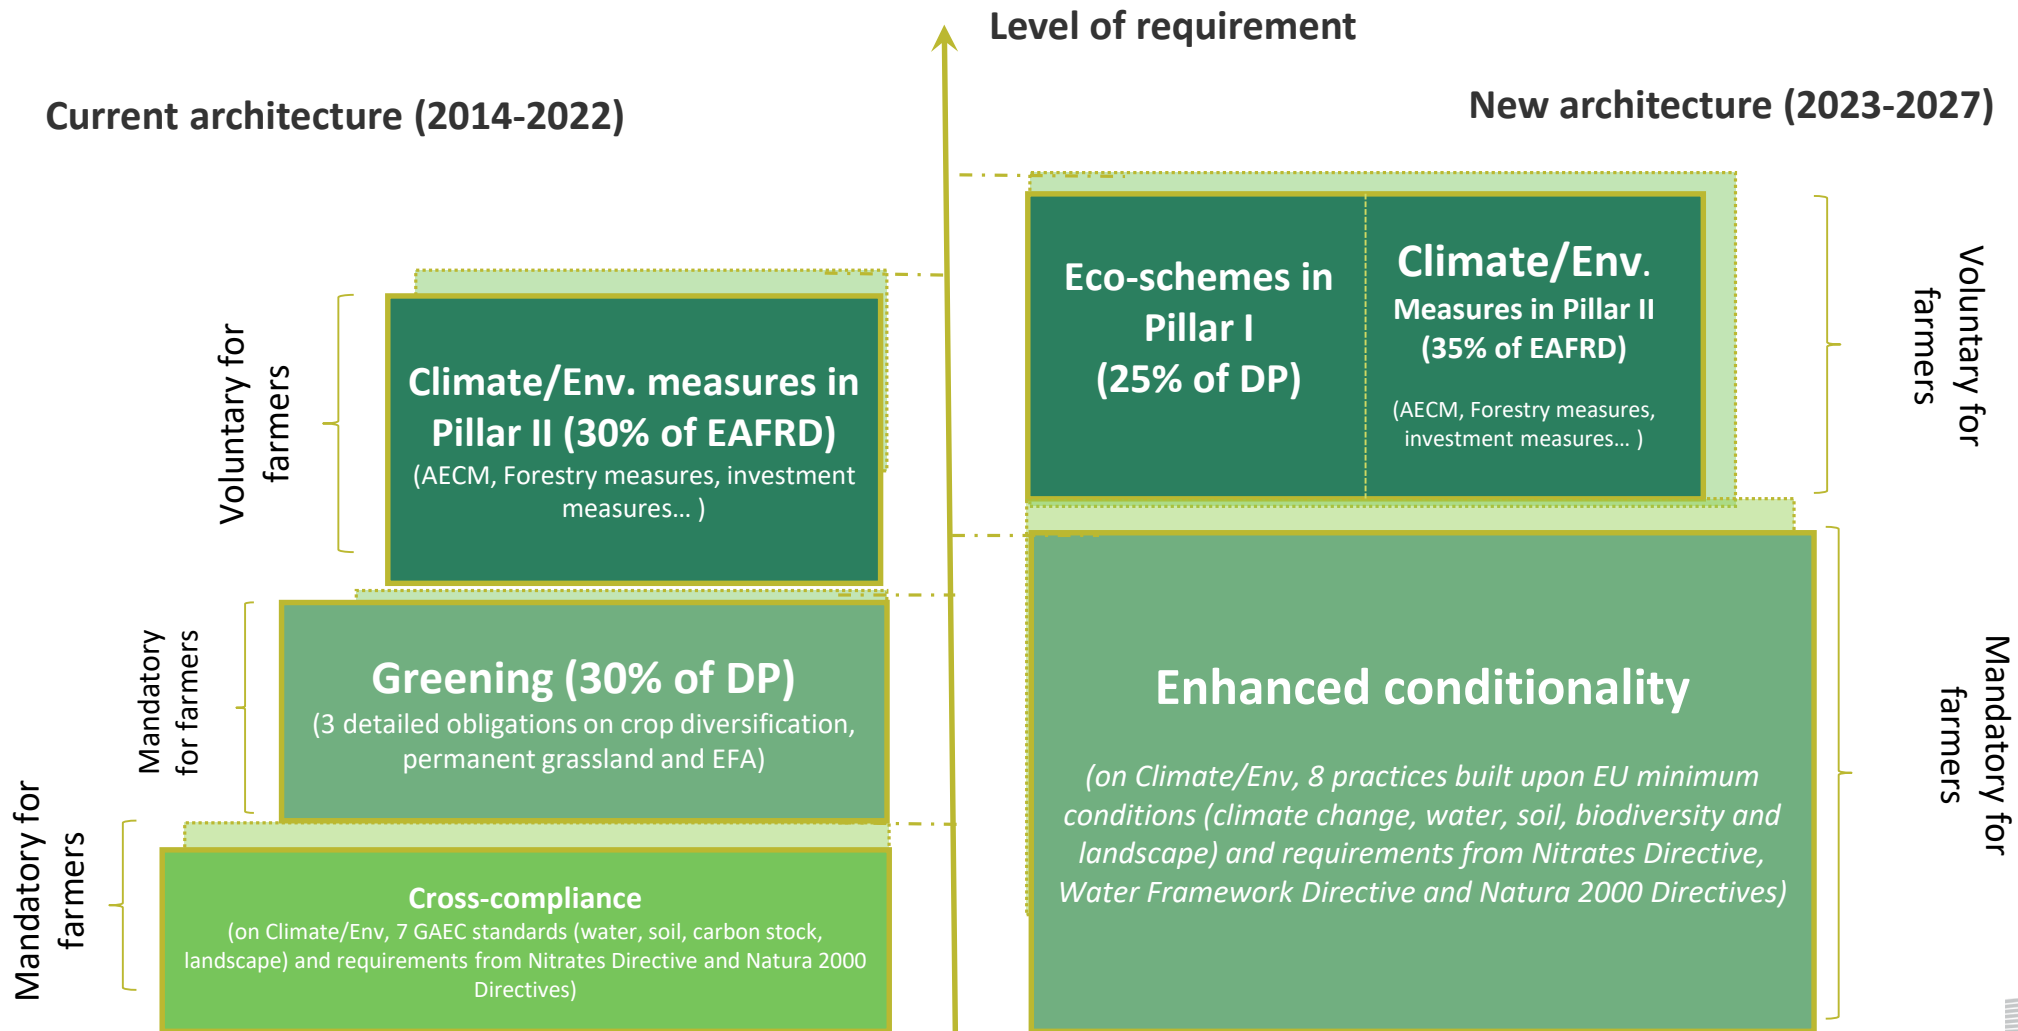 Level of requirement
Current architecture (2014-2022)
New architecture (2023-2027)
Voluntary for
farmers
Climate/Env. measures in
Pillar II (30% of EAFRD)
(AECM, Forestry measures, investment
measures... )
Mandatory
for farmers
Greening (30% of DP)
(3 detailed obligations on crop diversification,
permanent grassland and EFA)
Mandatory for
farmers
Cross-compliance
(on Climate/Env, 7 GAEC standards (water, soil, carbon stock,
landscape) and requirements from Nitrates Directive and Natura 2000
Directives)
Eco-schemes in
Pillar I
(25% of DP)
Climate/Env.
Measures in Pillar II
(35% of EAFRD)
(AECM, Forestry measures,
investment measures... )
Voluntary for
farmers
Enhanced conditionality
(on Climate/Env, 8 practices built upon EU minimum
conditions (climate change, water, soil, biodiversity and
landscape) and requirements from Nitrates Directive,
Water Framework Directive and Natura 2000 Directives)
Mandatory for
farmers